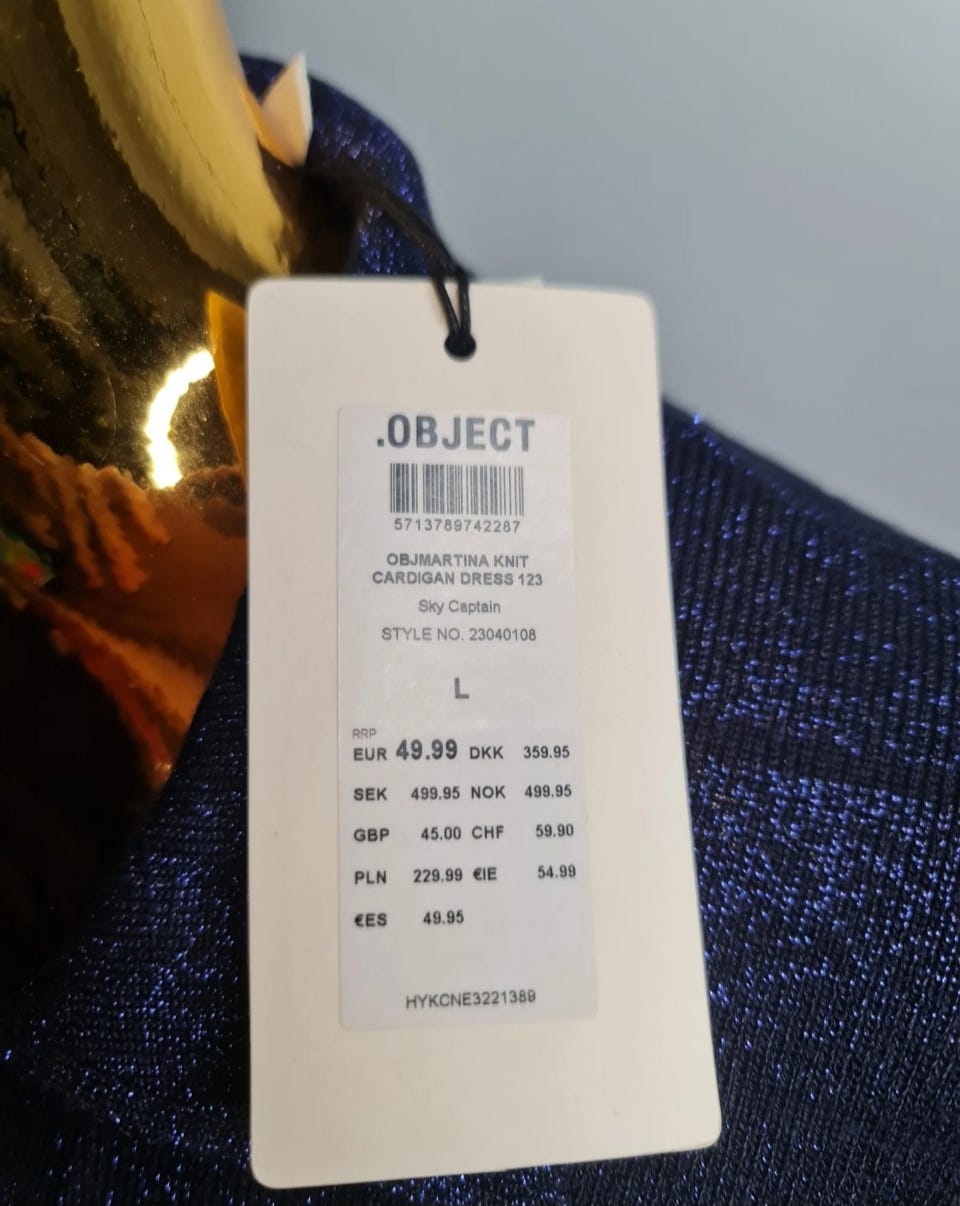 .OBJECT
5713789742287
OBJMARTINA KNIT
CARDIGAN DRESS 123
Sky Captain
STYLE NO. 23040108
L
RRP
EUR 49.99 DKK 359.95
SEK 499.95 NOK 499.95
GBP 45.00 CHF 59.90
PLN 229.99 €IE 54.99
€ES 49.95
HYKCNE3221389